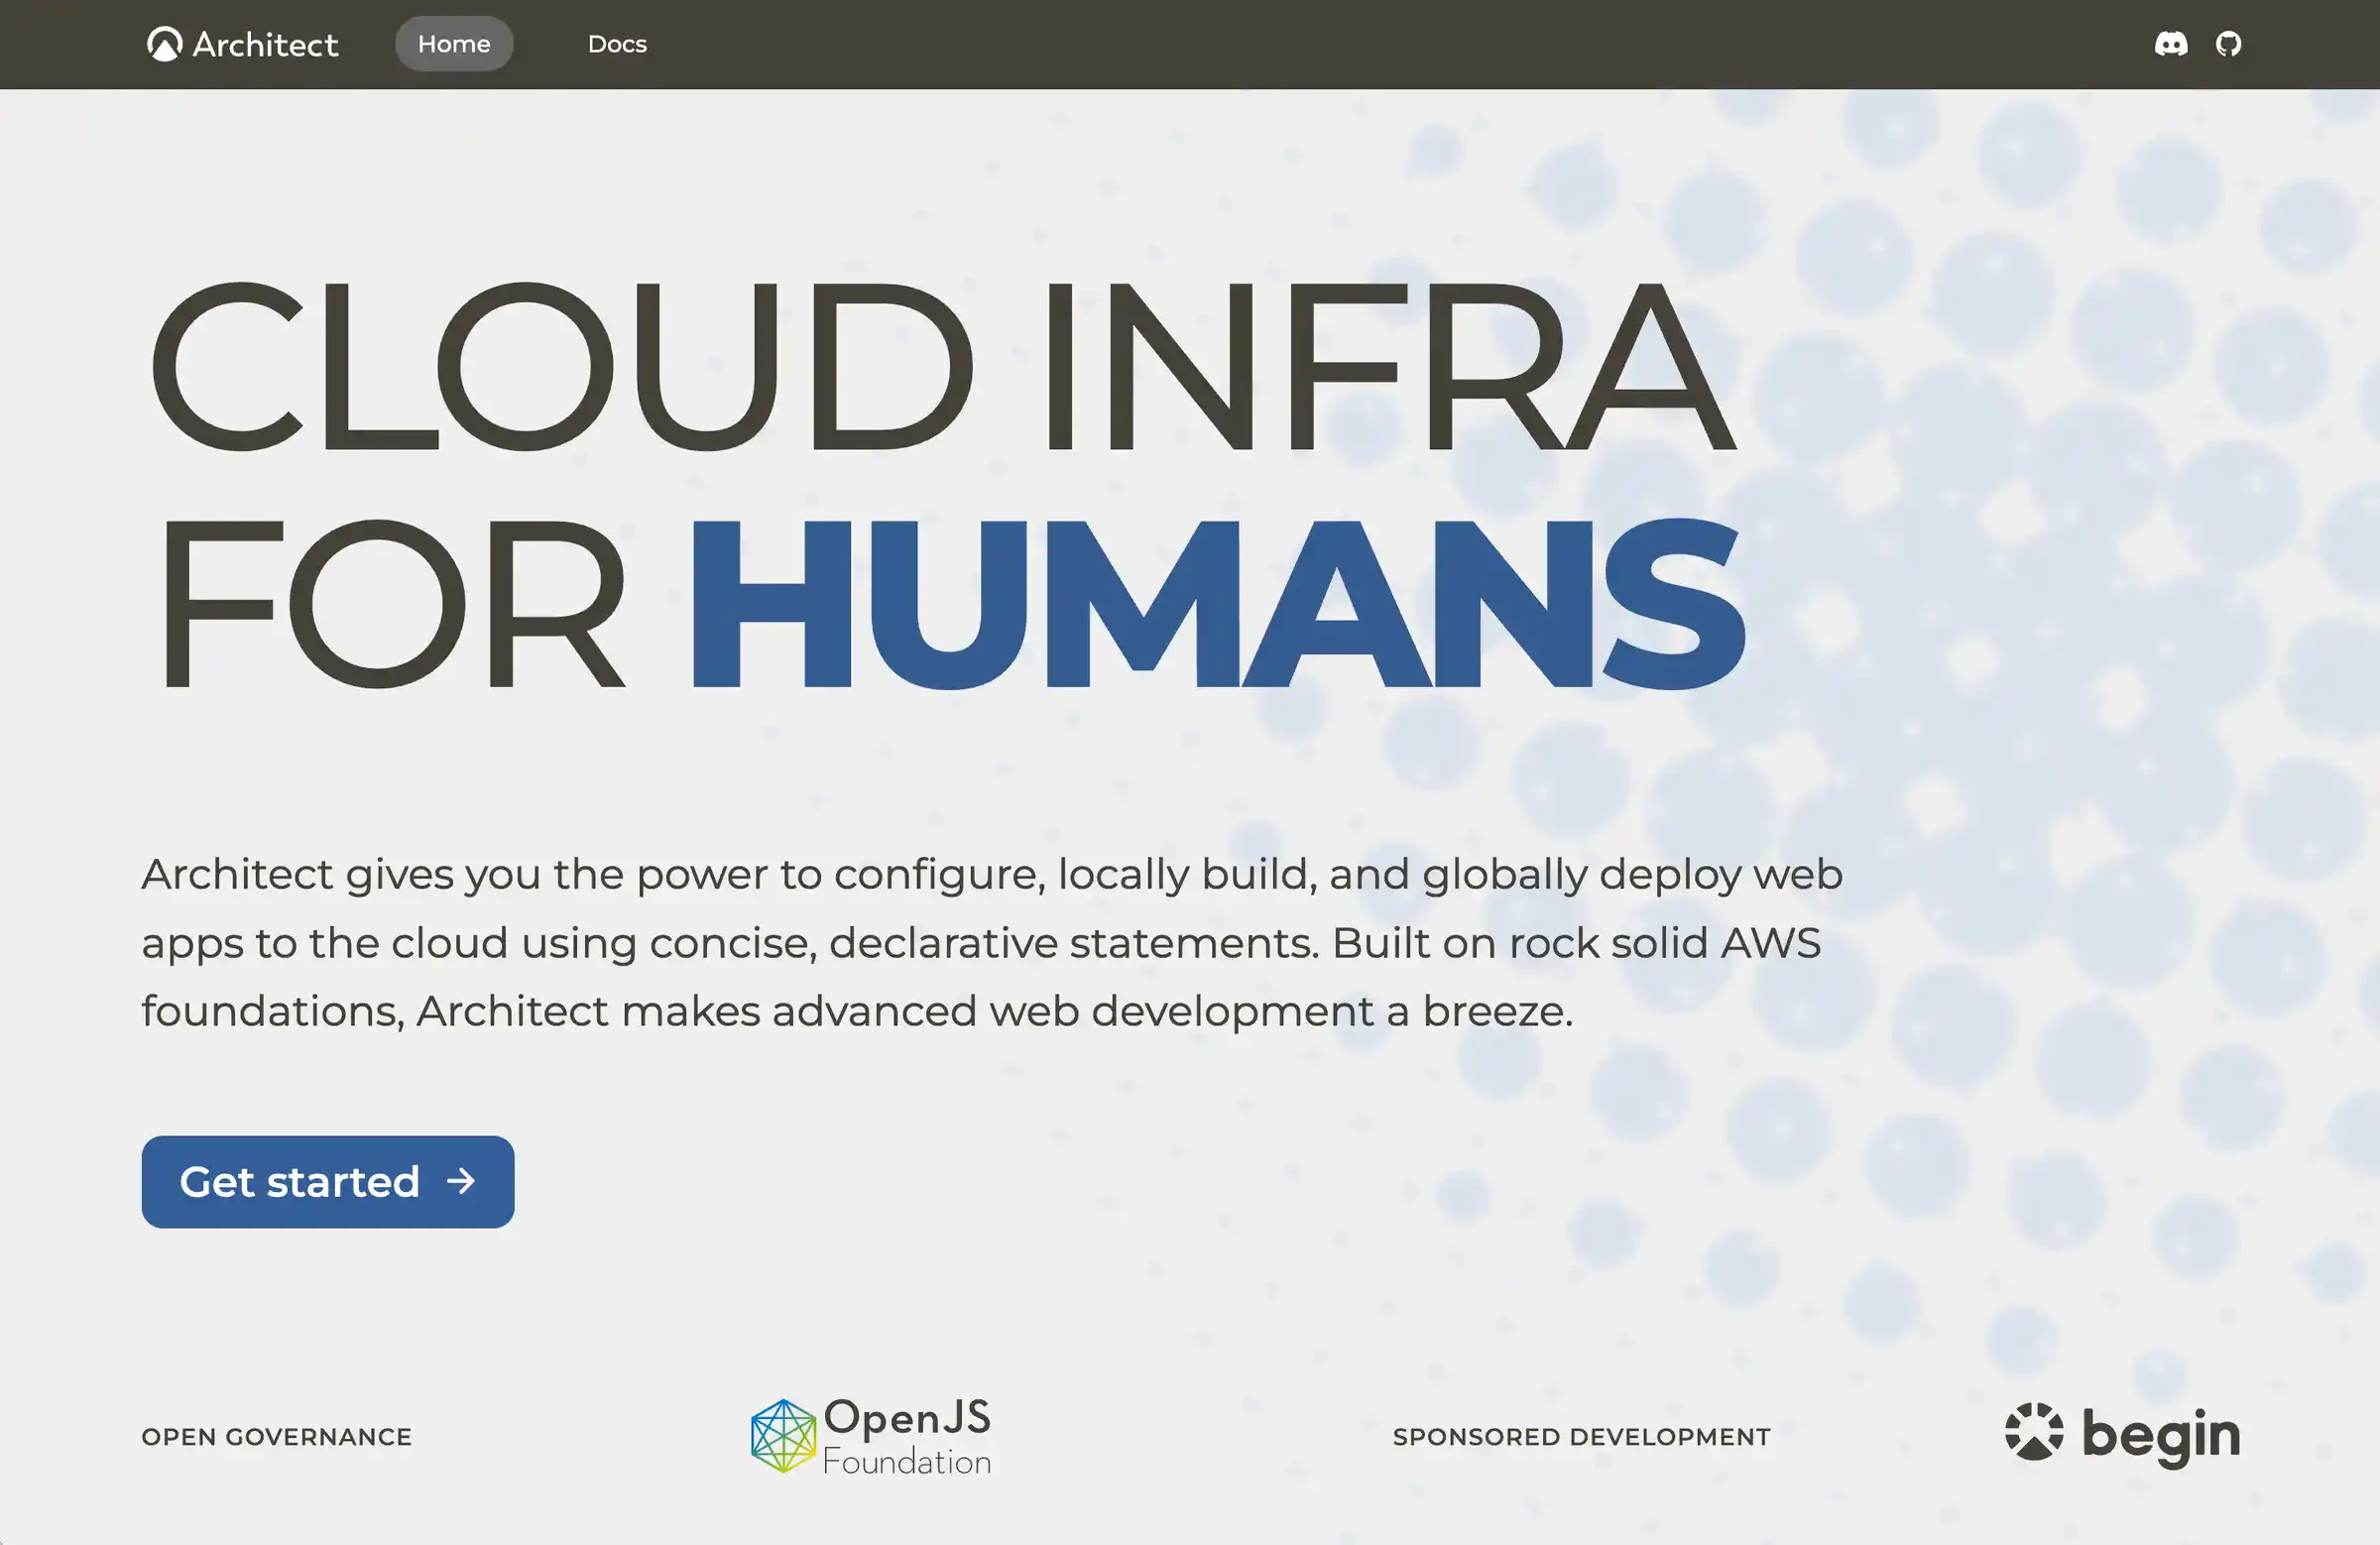 Architect
Home
Docs
CLOUD INFRA
FOR HUMANS
Architect gives you the power to configure, locally build, and globally deploy web
apps to the cloud using concise, declarative statements. Built on rock solid AWS
foundations, Architect makes advanced web development a breeze.
Get started →
OPEN GOVERNANCE
OpenJS
Foundation
SPONSORED DEVELOPMENT
begin